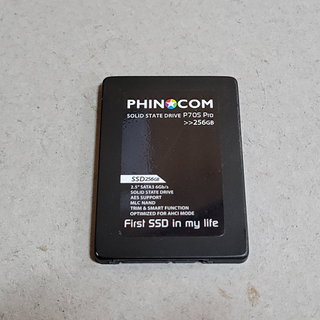 PHINOCOM
SOLID STATE DRIVE P70S Pro
>>256GB
SSD256GB
2.5" SATA3 6Gb/s
SOLID STATE DRIVE
AES SUPPORT
MLC NAND
TRIM & SMART FUNCTION
OPTIMIZED FOR AHCI MODE
First SSD in my life